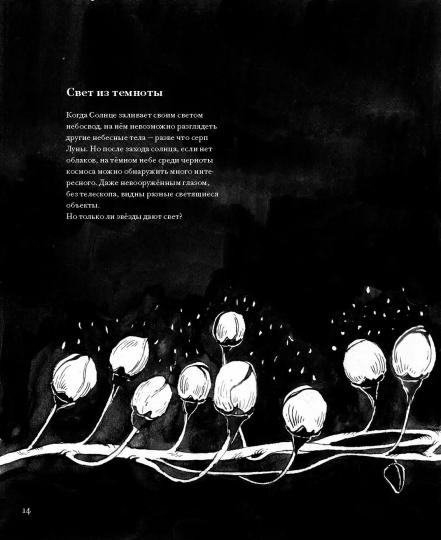 Свет из темноты
Когда Солнце заливает своим светом
небосвод, на нём невозможно разглядеть
другие небесные тела — разве что серп
Луны. Но после захода солнца, если нет
облаков, на тёмном небе среди черноты
космоса можно обнаружить много инте-
ресного. Даже невооружённым глазом,
без телескопа, видны разные светящиеся
объекты.
Но только ли звёзды дают свет?
14